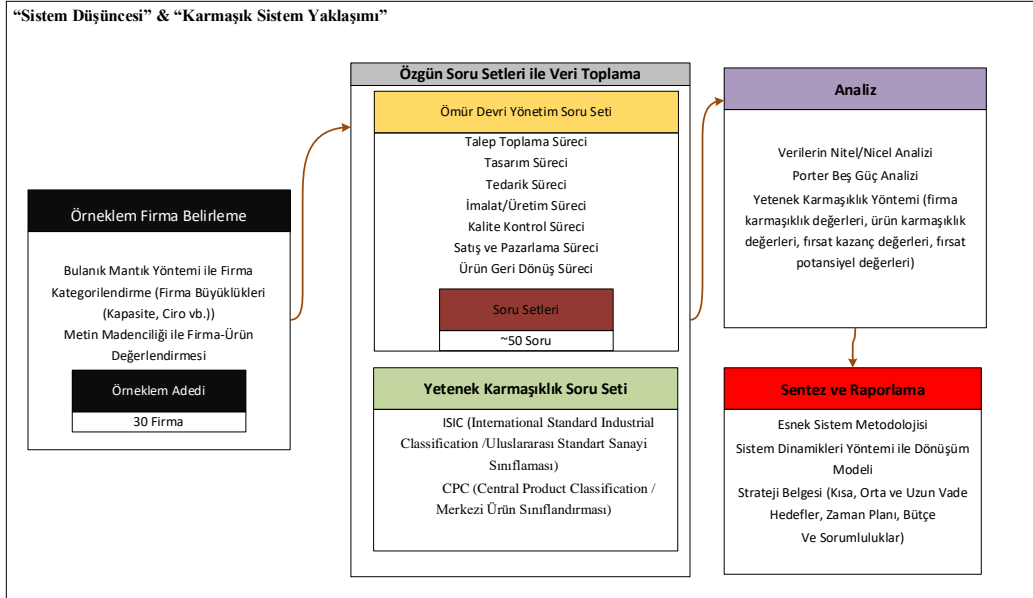 “Sistem Düşüncesi” & “Karmaşık Sistem Yaklaşımı”
Örneklem Firma Belirleme
Bulanık Mantık Yöntemi ile Firma
Kategorilendirme (Firma Büyüklükleri
(Kapasite, Ciro vb.))
Metin Madenciliği ile Firma-Ürün
Değerlendirmesi
Örneklem Adedi
30 Firma
Özgün Soru Setleri ile Veri Toplama
Ömür Devri Yönetim Soru Seti
Talep Toplama Süreci
Tasarım Süreci
Tedarik Süreci
İmalat/Üretim Süreci
Kalite Kontrol Süreci
Satış ve Pazarlama Süreci
Ürün Geri Dönüş Süreci
Soru Setleri
~50 Soru
Yetenek Karmaşıklık Soru Seti
ISIC (International Standard Industrial
Classification /Uluslararası Standart Sanayi
Sınıflaması)
CPC (Central Product Classification /
Merkezi Ürün Sınıflandırması)
Analiz
Verilerin Nitel/Nicel Analizi
Porter Beş Güç Analizi
Yetenek Karmaşıklık Yöntemi (firma
karmaşıklık değerleri, ürün karmaşıklık
değerleri, fırsat kazanç değerleri, fırsat
potansiyel değerleri)
Sentez ve Raporlama
Esnek Sistem Metodolojisi
Sistem Dinamikleri Yöntemi ile Dönüşüm
Modeli
Strateji Belgesi (Kısa, Orta ve Uzun Vade
Hedefler, Zaman Planı, Bütçe
Ve Sorumluluklar)